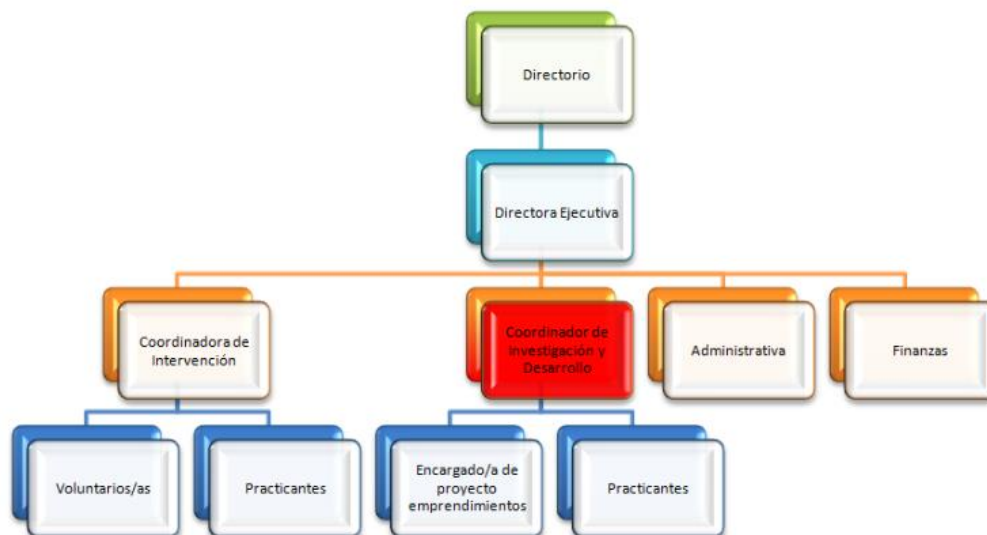 Directorio
Directora Ejecutiva
Coordinadora de
Intervención
Coordinador de
Investigación y
Desarrollo
Administrativa
Finanzas
Voluntarios/as
Practicantes
Encargado/a de
proyecto
emprendimientos
Practicantes